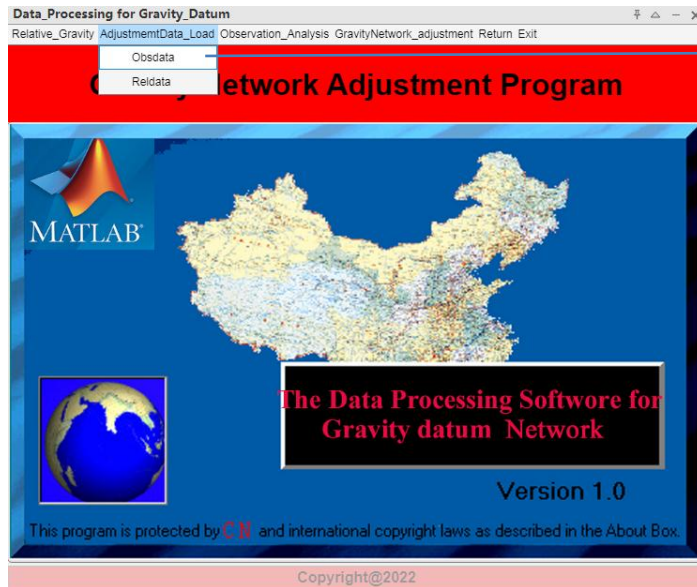 Data_Processing for Gravity_Datum
Relative_Gravity AdjustmemtData_Load Observation_Analysis GravityNetwork_adjustment Return Exit
Obsdata
Reldata
etwork Adjustment Program
MATLAB
The Data Processing Softwore for
Gravity datum Network
Version 1.0
This program is protected by CN and international copyright laws as described in the About Box.
Copyright@2022